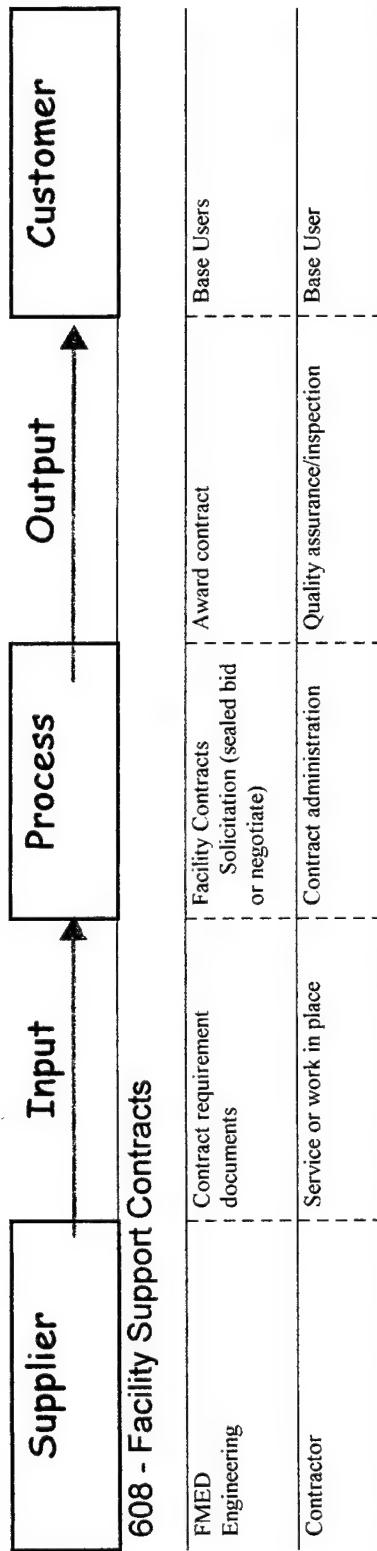 Supplier
Input
Process
Output
Customer
608 - Facility Support Contracts
FMED
Engineering
Contract requirement
documents
Facility Contracts
Solicitation (sealed bid
or negotiate)
Award contract
Base Users
Contractor
Service or work in place
Contract administration
Quality assurance/inspection
Base User